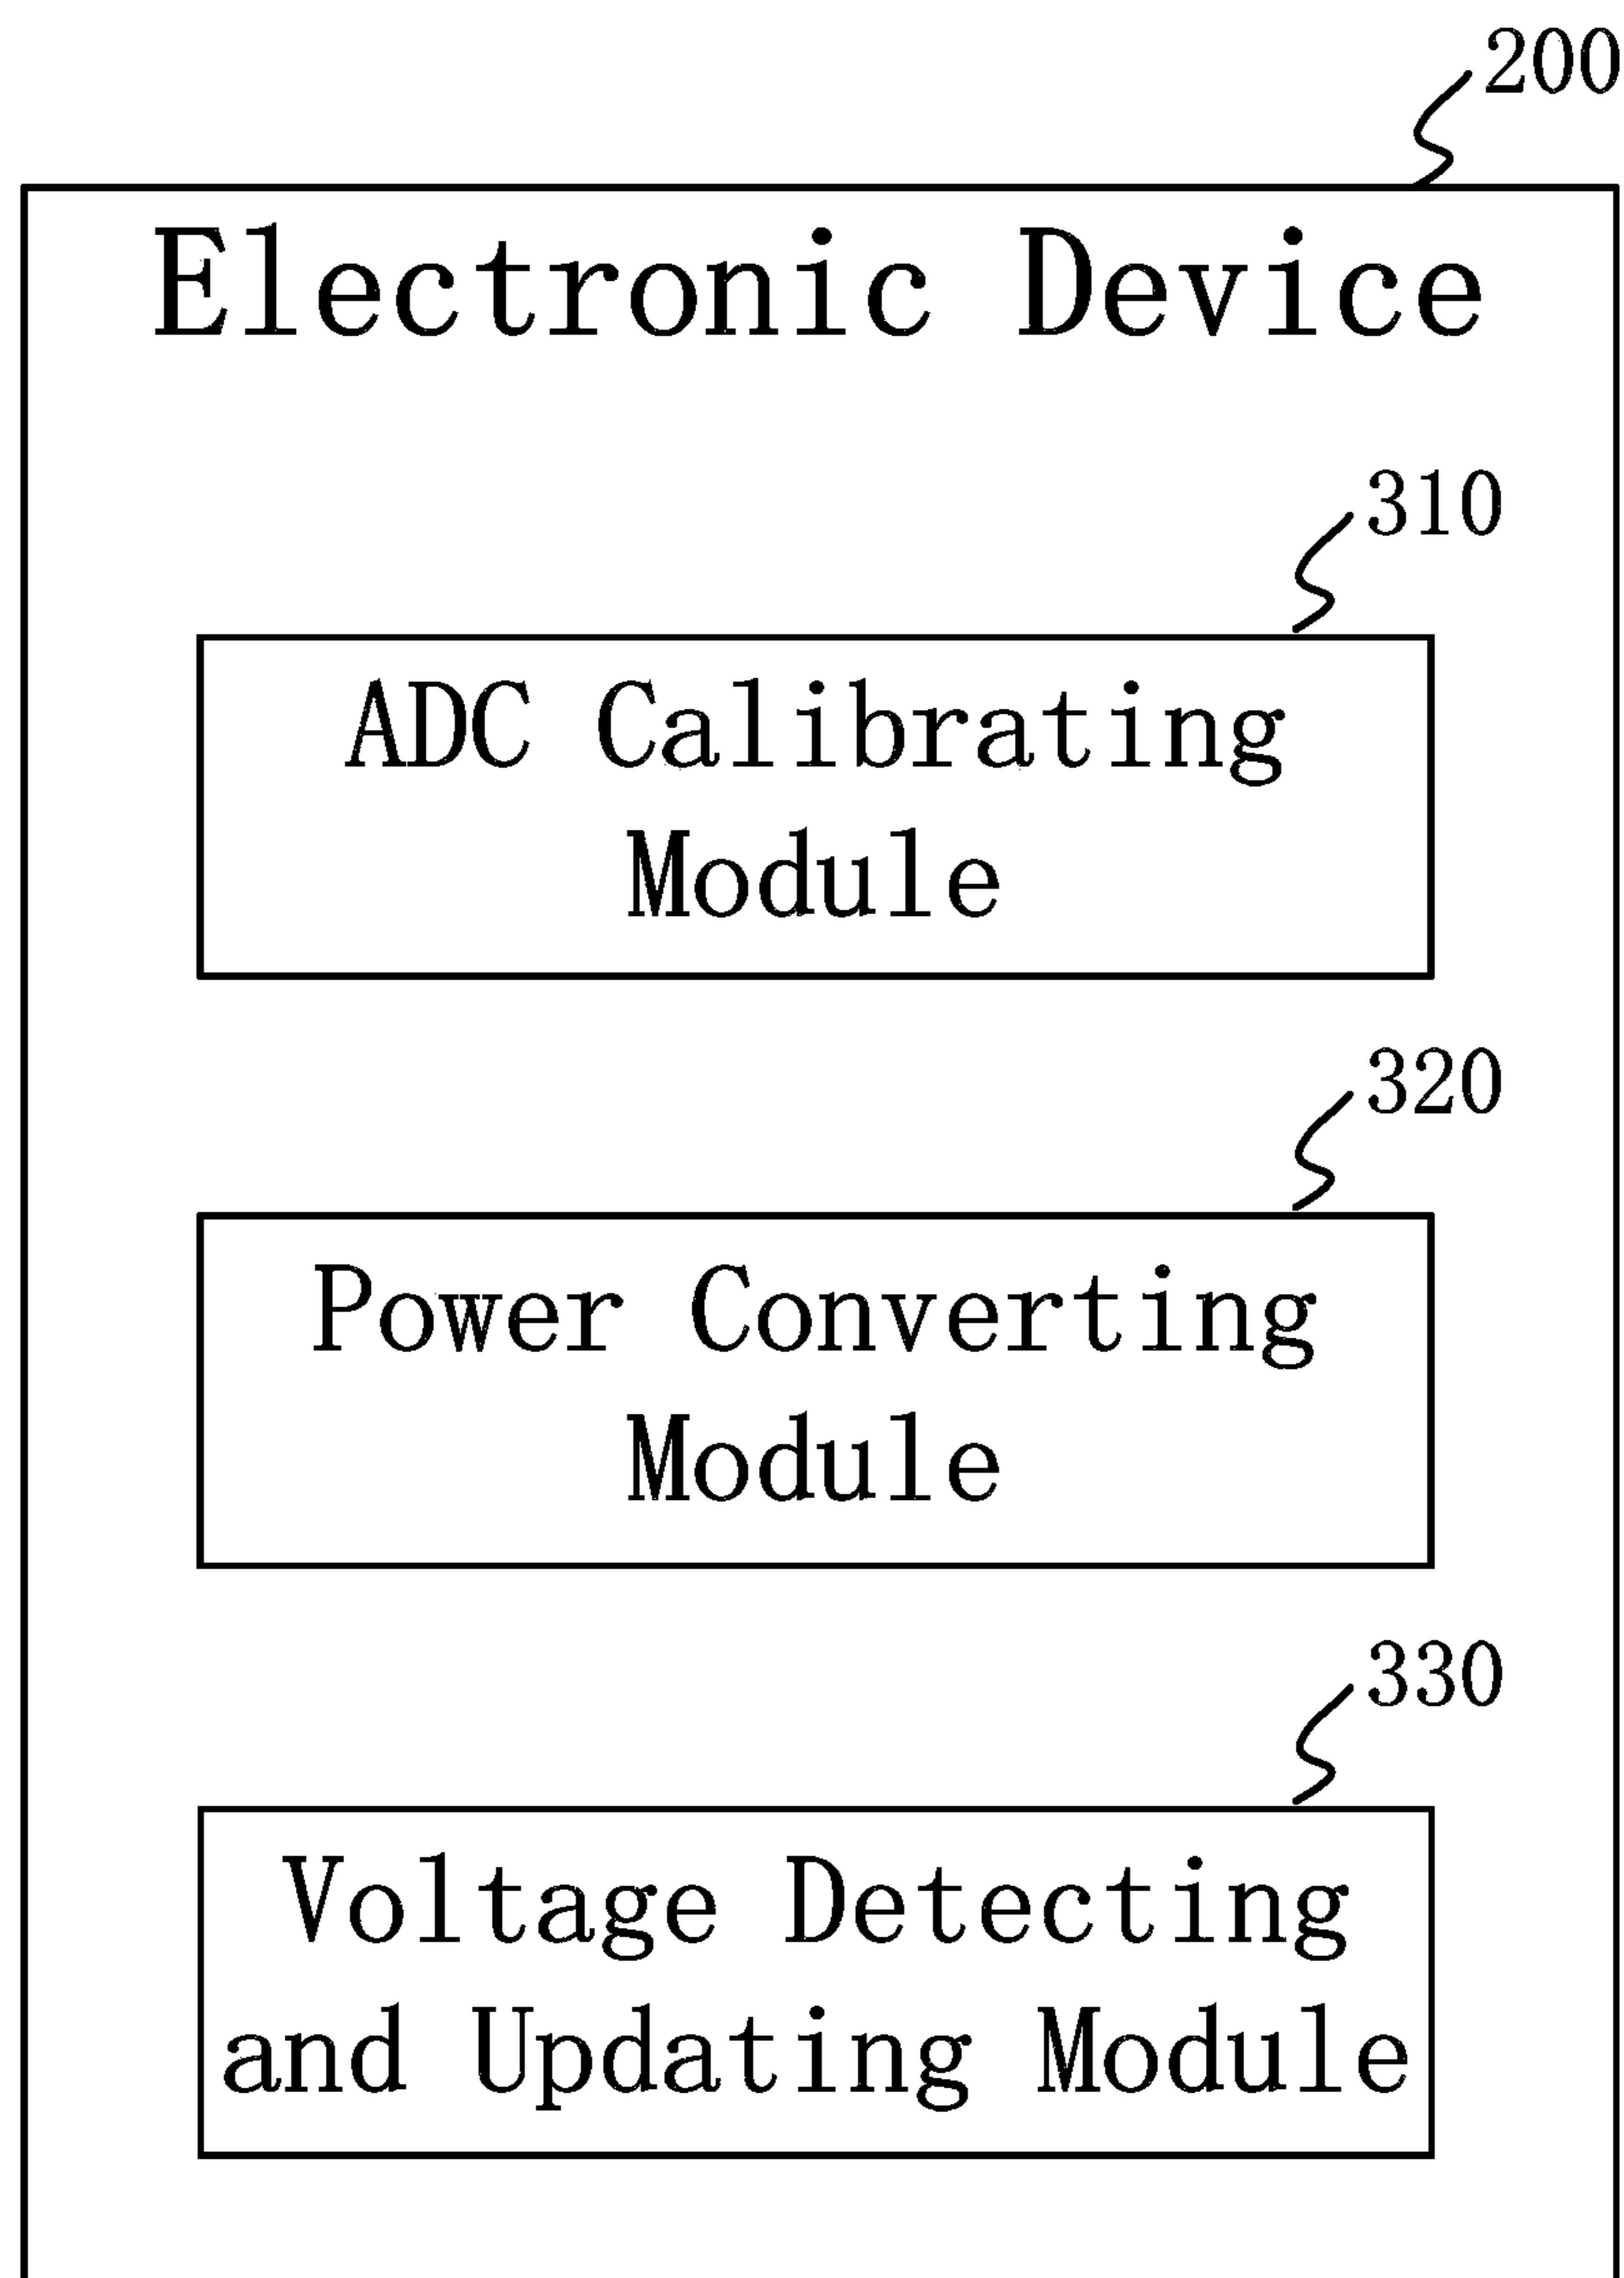 200
Electronic Device
310
ADC Calibrating
Module
320
Power Converting
Module
330
Voltage Detecting
and Updating Module